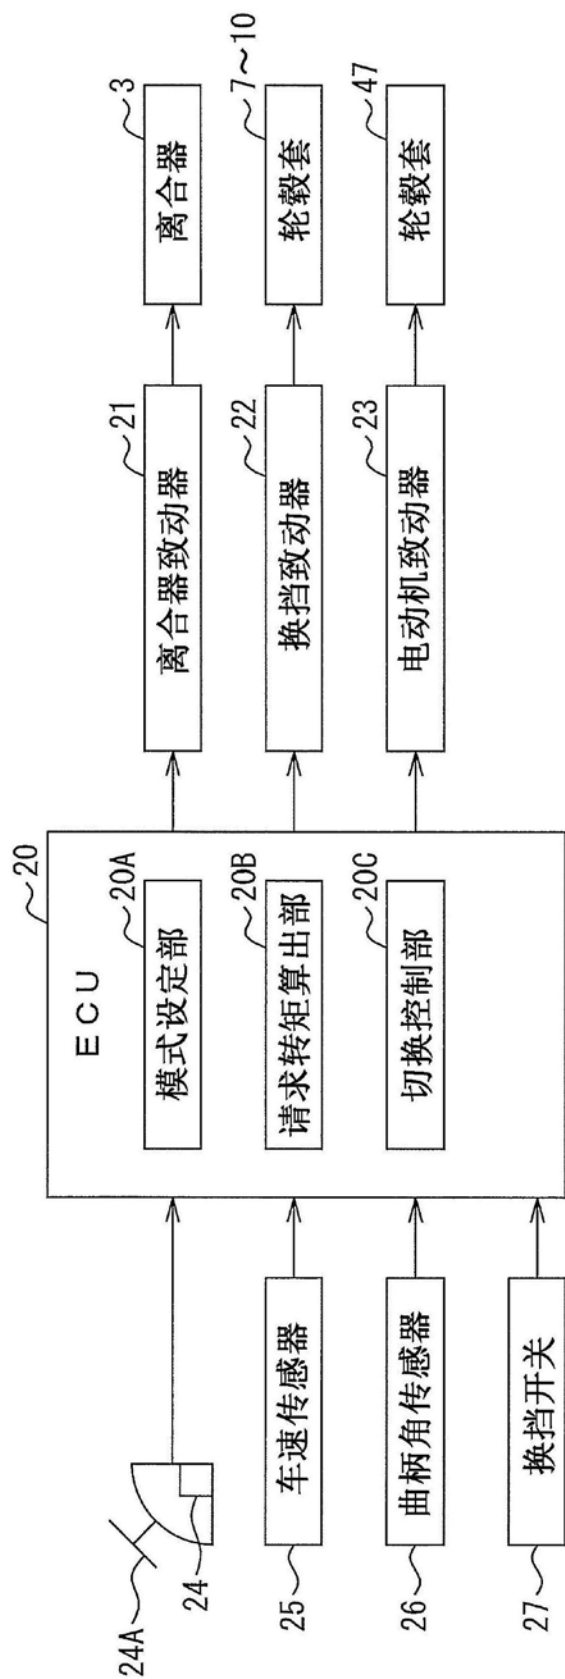 20
ECU
24A
24
20A
模式设定部
21
离合器致动器
3
离合器
25
车速传感器
20B
请求转矩算出部
22
换挡致动器
7～10
轮毂套
26
曲柄角传感器
20C
切换控制部
23
电动机致动器
47
轮毂套
27
换挡开关